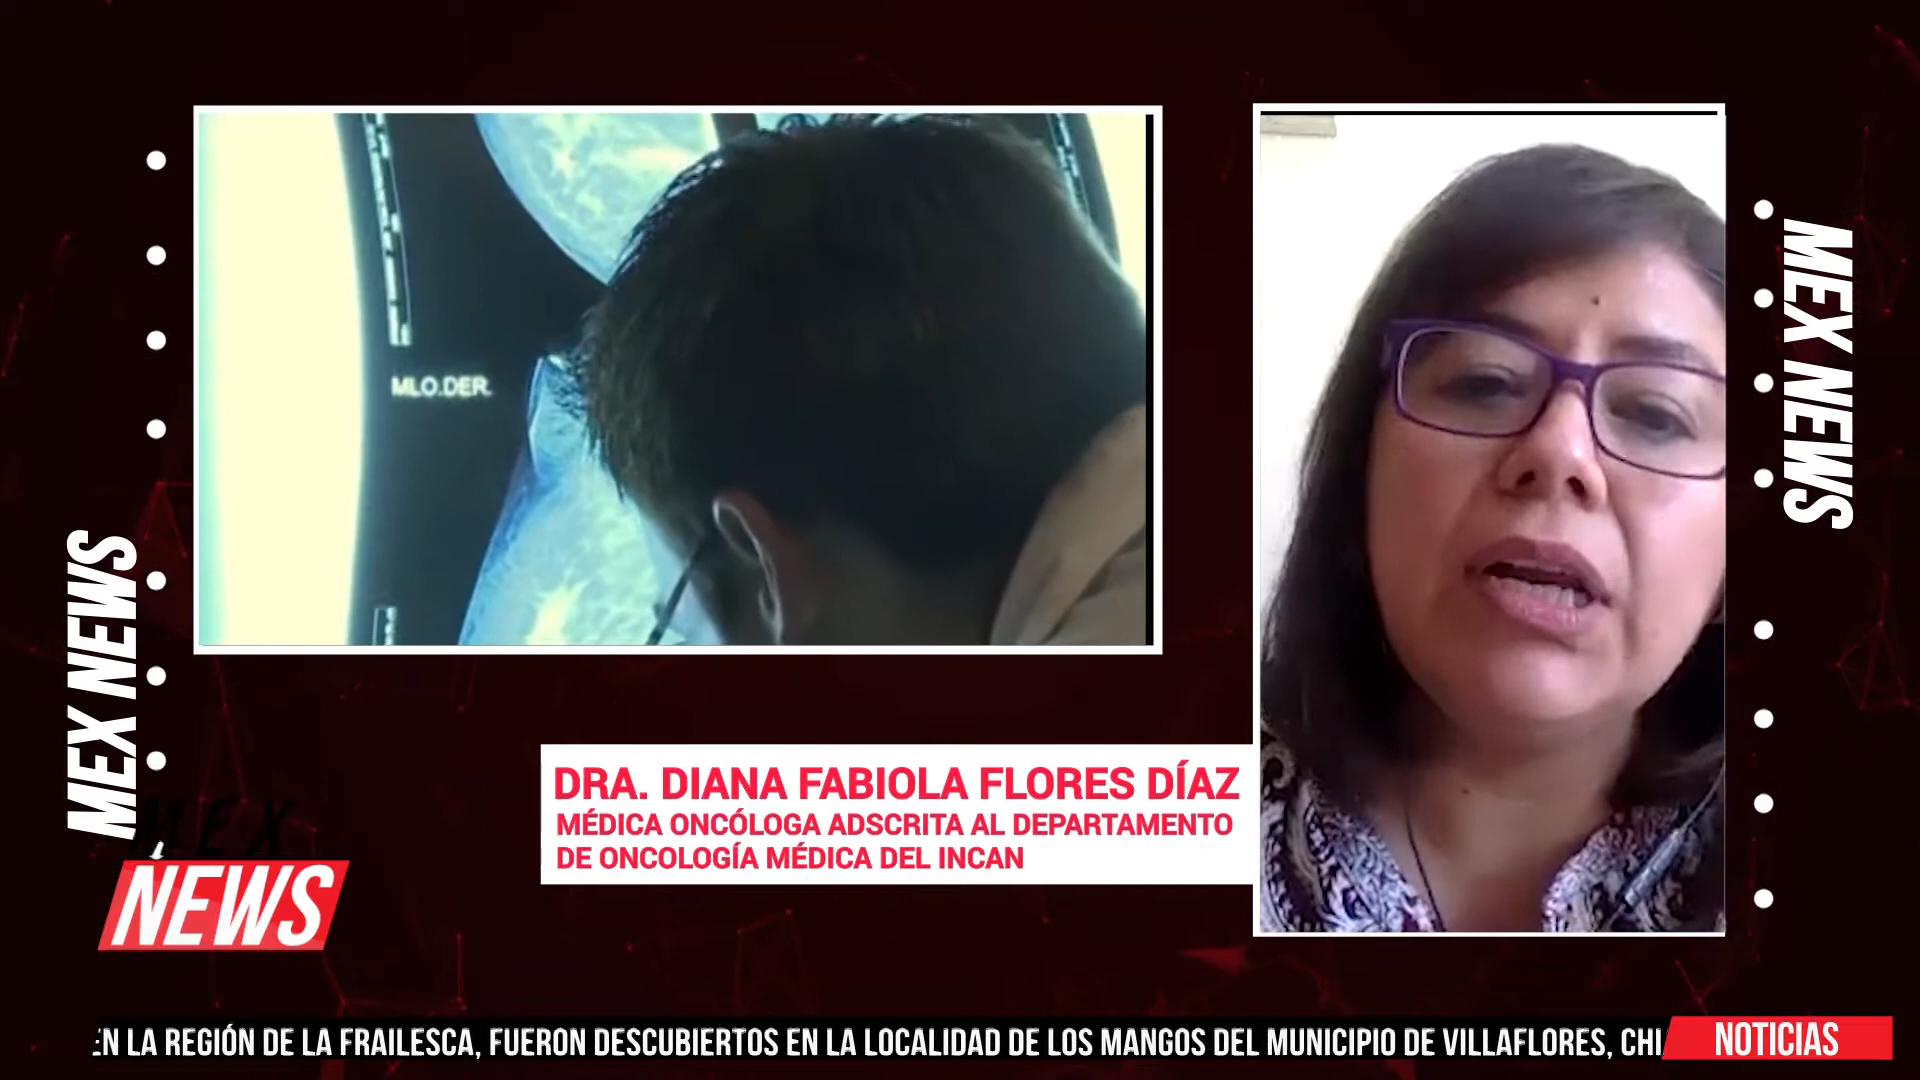 MLO.DER.
MEX NEWS
MEX NEWS
DRA. DIANA FABIOLA FLORES DÍAZ
MÉDICA ONCÓLOGA ADSCRITA AL DEPARTAMENTO
DE ONCOLOGÍA MÉDICA DEL INCAN
MEX
NEWS
EN LA REGIÓN DE LA FRAILESCA, FUERON DESCUBIERTOS EN LA LOCALIDAD DE LOS MANGOS DEL MUNICIPIO DE VILLAFLORES, CHI
NOTICIAS